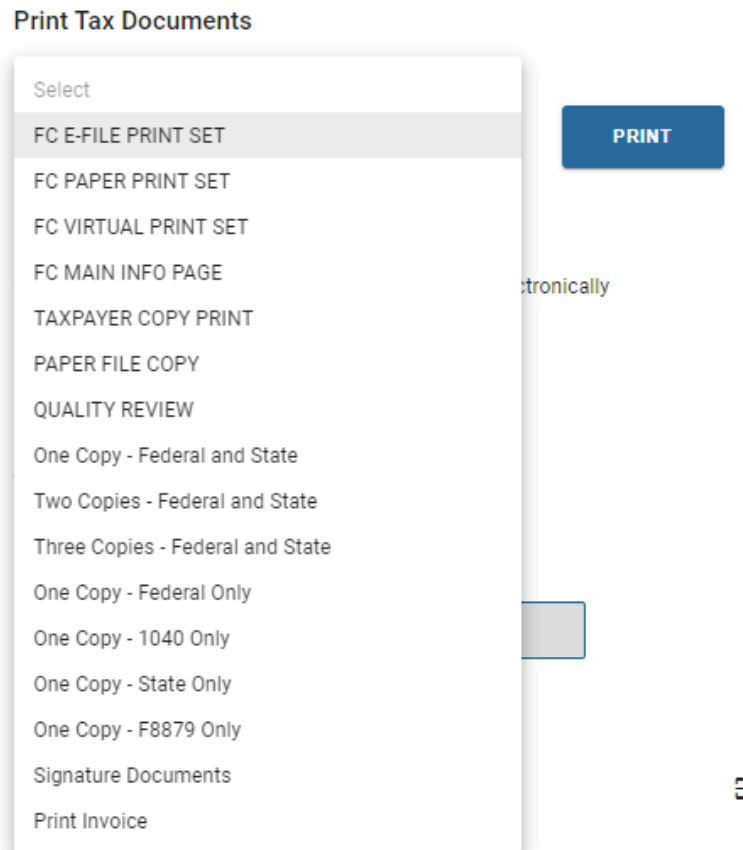 Print Tax Documents
Select
FC E-FILE PRINT SET
PRINT
FC PAPER PRINT SET
FC VIRTUAL PRINT SET
FC MAIN INFO PAGE
ctronically
TAXPAYER COPY PRINT
PAPER FILE COPY
QUALITY REVIEW
One Copy - Federal and State
Two Copies - Federal and State
Three Copies - Federal and State
One Copy - Federal Only
One Copy - 1040 Only
One Copy - State Only
One Copy - F8879 Only
Signature Documents
Print Invoice